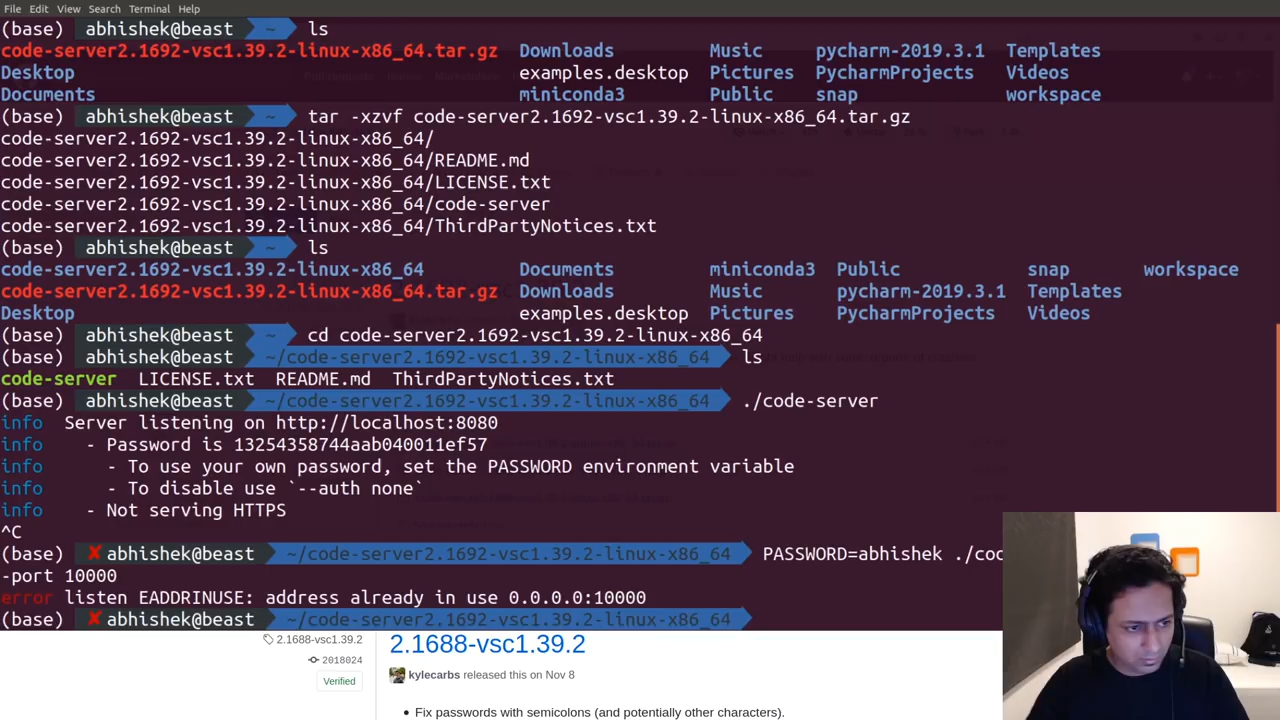 File Edit View Search Terminal Help
(base) abhishek@beast ~ ls
code-server2.1692-vsc1.39.2-linux-x86_64.tar.gz Downloads Music pycharm-2019.3.1 Templates
Desktop examples.desktop Pictures PycharmProjects Videos
Documents miniconda3 Public snap workspace
(base) abhishek@beast ~ tar -xzvf code-server2.1692-vsc1.39.2-linux-x86_64.tar.gz
code-server2.1692-vsc1.39.2-linux-x86_64/
code-server2.1692-vsc1.39.2-linux-x86_64/README.md
code-server2.1692-vsc1.39.2-linux-x86_64/LICENSE.txt
code-server2.1692-vsc1.39.2-linux-x86_64/code-server
code-server2.1692-vsc1.39.2-linux-x86_64/ThirdPartyNotices.txt
(base) abhishek@beast ~ ls
code-server2.1692-vsc1.39.2-linux-x86_64 Documents miniconda3 Public snap workspace
code-server2.1692-vsc1.39.2-linux-x86_64.tar.gz Downloads Music pycharm-2019.3.1 Templates
Desktop examples.desktop Pictures PycharmProjects Videos
(base) abhishek@beast ~ cd code-server2.1692-vsc1.39.2-linux-x86_64
(base) abhishek@beast ~/code-server2.1692-vsc1.39.2-linux-x86_64 ls
code-server LICENSE.txt README.md ThirdPartyNotices.txt
(base) abhishek@beast ~/code-server2.1692-vsc1.39.2-linux-x86_64 ./code-server
info Server listening on http://localhost:8080
info - Password is 13254358744aab040011ef57
info - To use your own password, set the PASSWORD environment variable
info - To disable use `--auth none`
info - Not serving HTTPS
^C
(base) ✘ abhishek@beast ~/code-server2.1692-vsc1.39.2-linux-x86_64 PASSWORD=abhishek ./co
-port 10000
error listen EADDRINUSE: address already in use 0.0.0.0:10000
(base) ✘ abhishek@beast ~/code-server2.1692-vsc1.39.2-linux-x86_64
2.1688-vsc1.39.2 2.1688-vsc1.39.2
2018024
kylecarbs released this on Nov 8
Verified
• Fix passwords with semicolons (and potentially other characters).